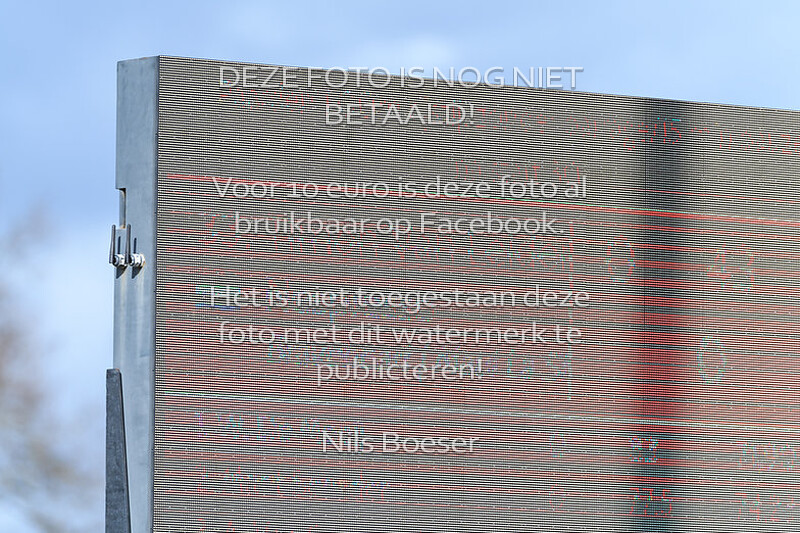 DEZE FOTO IS NOG NIET
BETAALD!
Voor 10 euro is deze foto al
bruikbaar op Facebook.
Het is niet toegestaan deze
foto met dit watermerk te
publiceren!
Nils Boeser